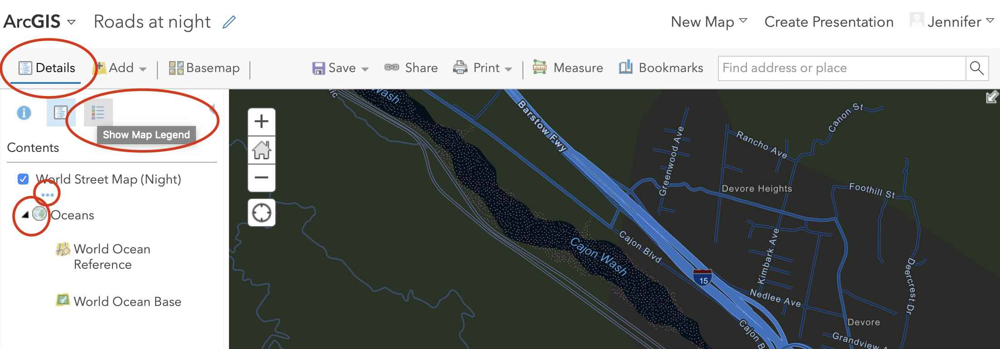 ArcGIS
Roads at night
New Map
Create Presentation
Jennifer
Details
Add
Basemap
Save
Share
Print
Measure
Bookmarks
Find address or place
Show Map Legend
Contents
World Street Map (Night)
Oceans
World Ocean
Reference
World Ocean Base
ric
Wash
Barstow Fwy
Canon St
Rancho Ave
Greenwood Ave
Devore Heights
Foothill St
Cajon Wash
Cajon Blvd
Kimbark Ave
15
Deercrest Dr
Nedlee Ave
Devore
Cajon B
Grandview A